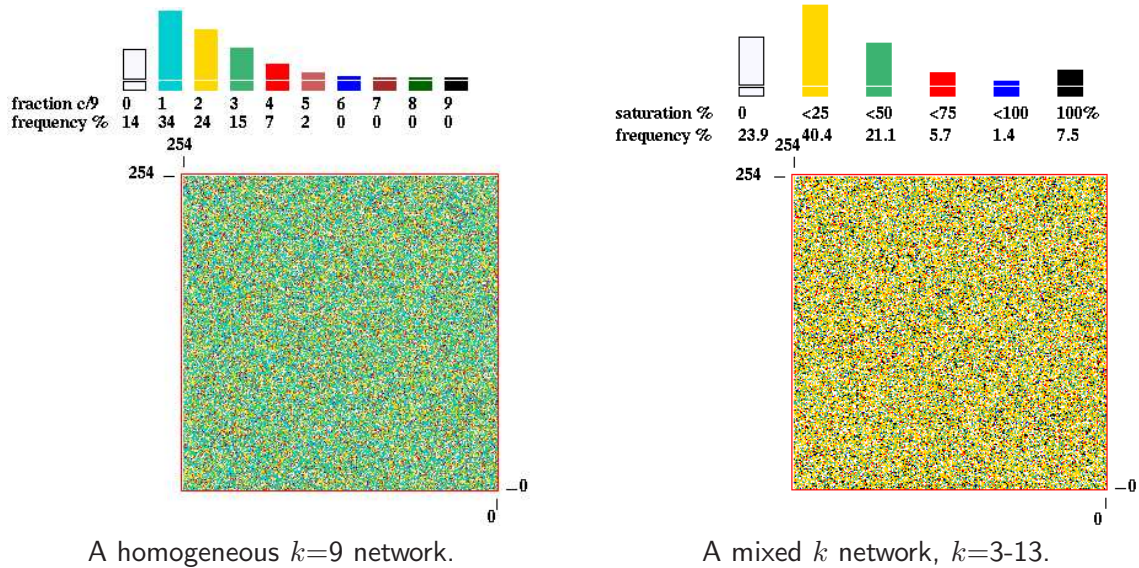 fraction c/9 0 1 2 3 4 5 6 7 8 9
frequency % 14 34 24 15 7 2 0 0 0 0
254
254
0
0
A homogeneous k=9 network.
saturation % 0 <25 <50 <75 <100 100%
frequency % 23.9 40.4 21.1 5.7 1.4 7.5
254
254
0
0
A mixed k network, k=3-13.